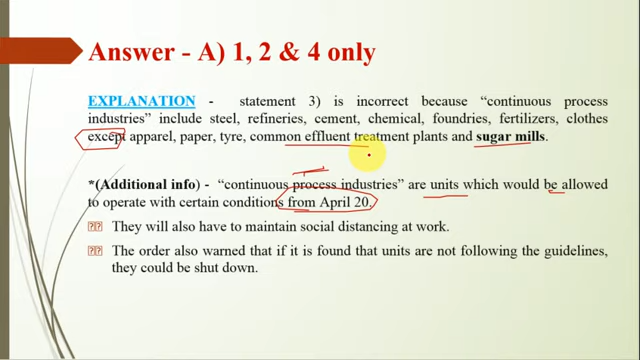 Answer - A) 1, 2 & 4 only
EXPLANATION - statement 3) is incorrect because “continuous process
industries” include steel, refineries, cement, chemical, foundries, fertilizers, clothes
except apparel, paper, tyre, common effluent treatment plants and sugar mills.
*(Additional info) - “continuous process industries” are units which would be allowed
to operate with certain conditions from April 20.
They will also have to maintain social distancing at work.
The order also warned that if it is found that units are not following the guidelines,
they could be shut down.